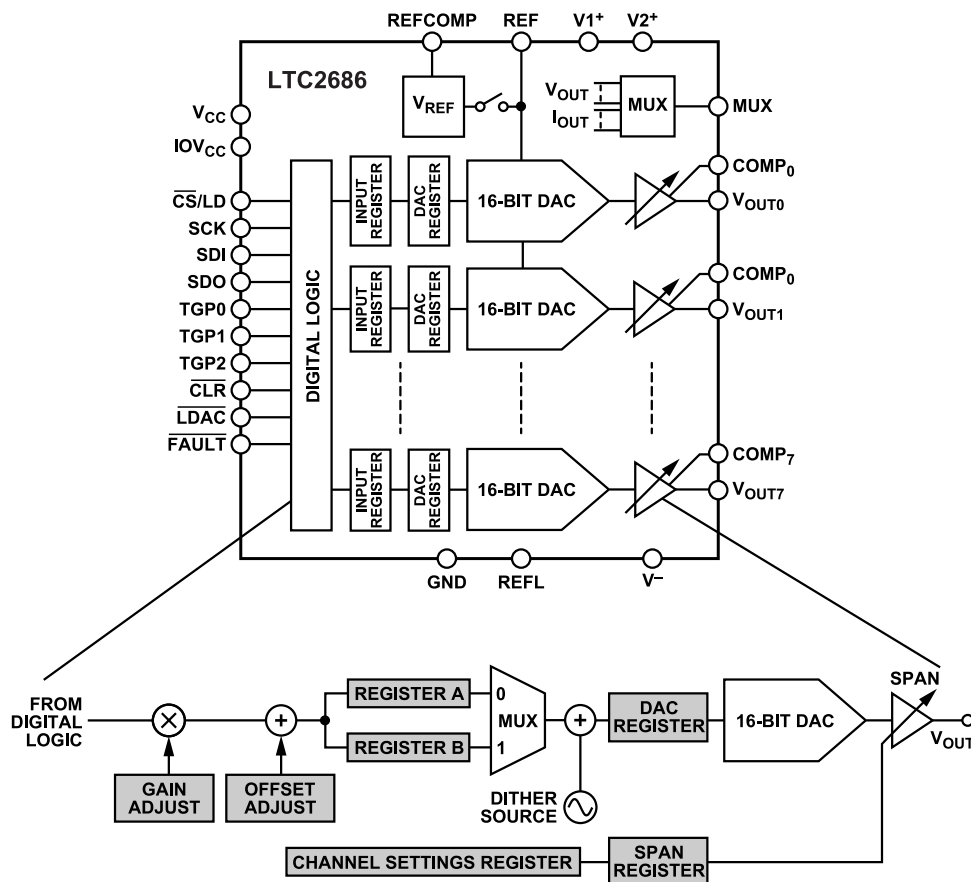 REFCOMP REF V1+ V2+
LTC2686
VCC
IOVCC
VREF
VOUT
IOUT
MUX
MUX
CS/LD
SCK
SDI
SDO
TGP0
TGP1
TGP2
CLR
LDAC
FAULT
DIGITAL LOGIC
INPUT
REGISTER
DAC
REGISTER
16-BIT DAC
COMP0
VOUT0
INPUT
REGISTER
DAC
REGISTER
16-BIT DAC
COMP0
VOUT1
INPUT
REGISTER
DAC
REGISTER
16-BIT DAC
COMP7
VOUT7
GND REFL V–
FROM
DIGITAL
LOGIC
GAIN
ADJUST
OFFSET
ADJUST
REGISTER A
REGISTER B
0
MUX
1
DITHER
SOURCE
DAC
REGISTER
16-BIT DAC
SPAN
VOUT
CHANNEL SETTINGS REGISTER
SPAN
REGISTER